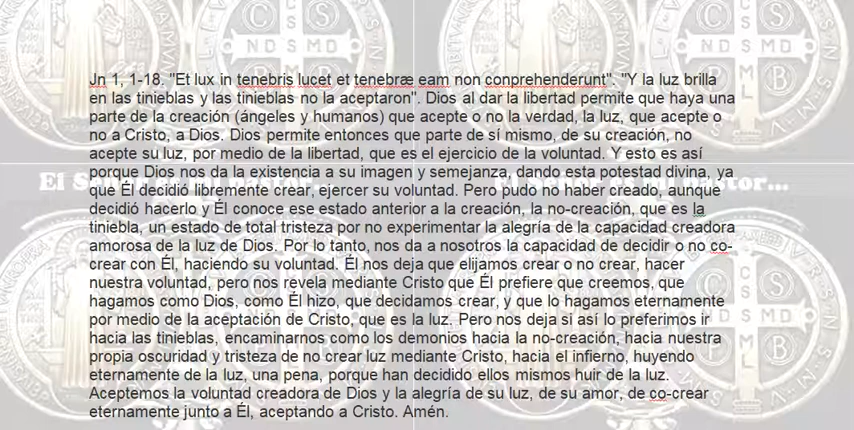 Jn 1, 1-18. "Et lux in tenebris lucet et tenebræ eam non conprehenderunt". "Y la luz brilla
en las tinieblas y las tinieblas no la aceptaron". Dios al dar la libertad permite que haya una
parte de la creación (ángeles y humanos) que acepte o no la verdad, la luz, que acepte o
no a Cristo, a Dios. Dios permite entonces que parte de sí mismo, de su creación, no
acepte su luz, por medio de la libertad, que es el ejercicio de la voluntad. Y esto es así
porque Dios nos da la existencia a su imagen y semejanza, dando esta potestad divina, ya
que Él decidió libremente crear, ejercer su voluntad. Pero pudo no haber creado, aunque
decidió hacerlo y Él conoce ese estado anterior a la creación, la no-creación, que es la
tiniebla, un estado de total tristeza por no experimentar la alegría de la capacidad creadora
amorosa de la luz de Dios. Por lo tanto, nos da a nosotros la capacidad de decidir o no co-
crear con Él, haciendo su voluntad. Él nos deja que elijamos crear o no crear, hacer
nuestra voluntad, pero nos revela mediante Cristo que Él prefiere que creemos, que
hagamos como Dios, como Él hizo, que decidamos crear, y que lo hagamos eternamente
por medio de la aceptación de Cristo, que es la luz. Pero nos deja si así lo preferimos ir
hacia las tinieblas, encaminarnos como los demonios hacia la no-creación, hacia nuestra
propia oscuridad y tristeza de no crear luz mediante Cristo, hacia el infierno, huyendo
eternamente de la luz, una pena, porque han decidido ellos mismos huir de la luz.
Aceptemos la voluntad creadora de Dios y la alegría de su luz, de su amor, de co-crear
eternamente junto a Él, aceptando a Cristo. Amén.